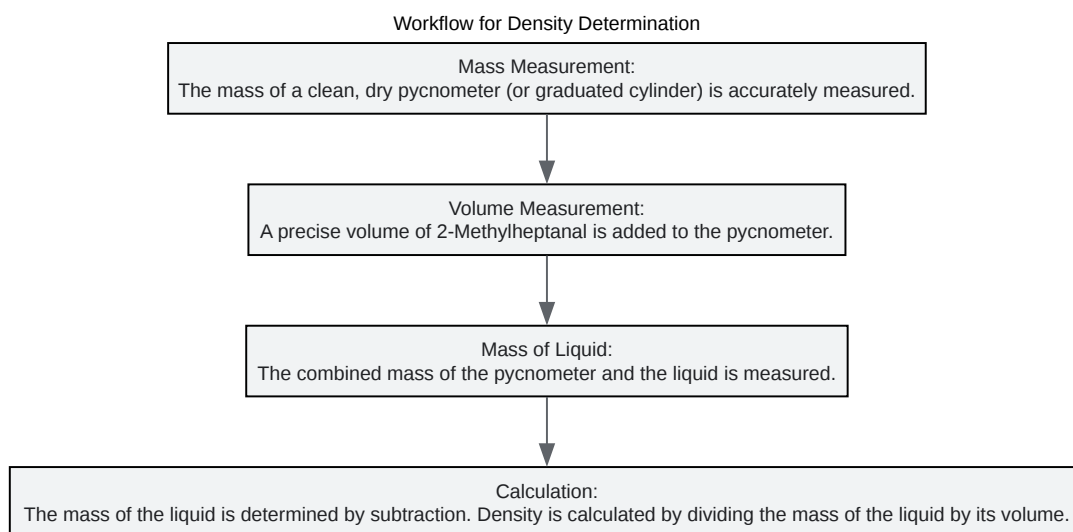 Workflow for Density Determination
Mass Measurement:
The mass of a clean, dry pycnometer (or graduated cylinder) is accurately measured.
Volume Measurement:
A precise volume of 2-Methylheptanal is added to the pycnometer.
Mass of Liquid:
The combined mass of the pycnometer and the liquid is measured.
Calculation:
The mass of the liquid is determined by subtraction. Density is calculated by dividing the mass of the liquid by its volume.